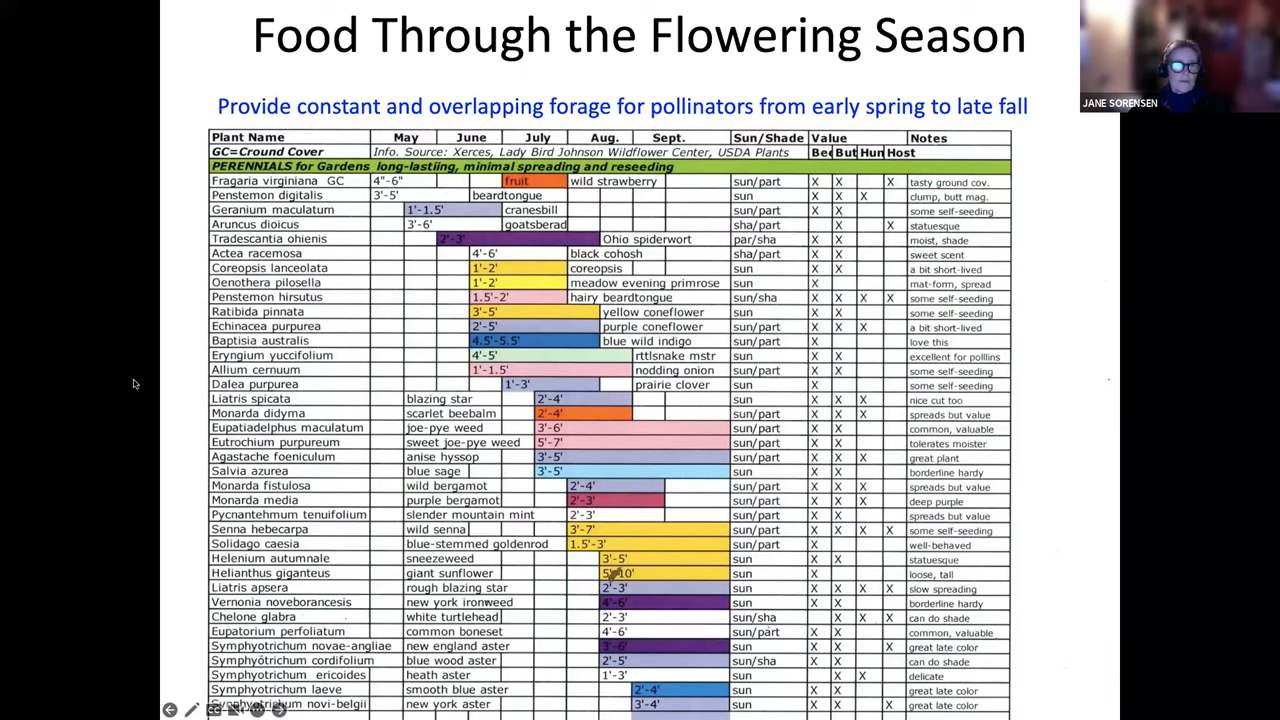 Food Through the Flowering Season
JANE SORENSEN
Provide constant and overlapping forage for pollinators from early spring to late fall
Plant Name May June July Aug. Sept. Sun/Shade Value Notes
GC=Cround Cover Info. Source: Xerces, Lady Bird Johnson Wildflower Center, USDA Plants Bee But Hun Host
PERENNIALS for Gardens long-lastiing, minimal spreading and reseeding
Fragaria virginiana GC 4"-6" fruit wild strawberry sun/part X X X tasty ground cov.
Penstemon digitalis 3'-5' beardtongue sun X X X clump, butt mag.
Geranium maculatum 1'-1.5' cranesbill sun/part X X some self-seeding
Aruncus dioicus 3'-6' goatsberad sha/part X X statuesque
Tradescantia ohienis 2'-3' Ohio spiderwort par/sha X X moist, shade
Actea racemosa 4'-6' black cohosh sha/part X X sweet scent
Coreopsis lanceolata 1'-2' coreopsis sun X X a bit short-lived
Oenothera pilosella 1'-2' meadow evening primrose sun X mat-form, spread
Penstemon hirsutus 1.5'-2' hairy beardtongue sun/sha X X X X some self-seeding
Ratibida pinnata 3'-5' yellow coneflower sun X X some self-seeding
Echinacea purpurea 2'-5' purple coneflower sun/part X X X a bit short-lived
Baptisia australis 4.5'-5.5' blue wild indigo sun/part X love this
Eryngium yuccifolium 4'-5' rttlsnake mstr sun X X excellent for polllins
Allium cernuum 1'-1.5' nodding onion sun/part X X some self-seeding
Dalea purpurea 1'-3' prairie clover sun X some self-seeding
Liatris spicata blazing star 2'-4' sun X X X nice cut too
Monarda didyma scarlet beebalm 2'-4' sun/part X X X spreads but value
Eupatiadelphus maculatum joe-pye weed 3'-6' sun/part X X common, valuable
Eutrochium purpureum sweet joe-pye weed 5'-7' sun/part X X tolerates moister
Agastache foeniculum anise hyssop 3'-5' sun/part X X X great plant
Salvia azurea blue sage 3'-5' sun X X borderline hardy
Monarda fistulosa wild bergamot 2'-4' sun/part X X X spreads but value
Monarda media purple bergamot 2'-3' sun/part X X X deep purple
Pycnantehmum tenuifolium slender mountain mint 2'-3' sun/part X X spreads but value
Senna hebecarpa wild senna 3'-7' sun/part X X X X some self-seeding
Solidago caesia blue-stemmed goldenrod 1.5'-3' sun/part X well-behaved
Helenium autumnale sneezeweed 3'-5' sun X X statuesque
Helianthus giganteus giant sunflower sun X loose, tall
Liatris apsera rough blazing star 2'-3' sun X X X X slow spreading
Vernonia noveborancesis new york ironweed 4'-6' sun X X borderline hardy
Chelone glabra white turtlehead 2'-3' sun/sha X X X can do shade
Eupatorium perfoliatum common boneset 4'-6' sun/part X X common, valuable
Symphyotrichum novae-angliae new england aster 3'-6' sun X X X great late color
Symphyotrichum cordifolium blue wood aster 2'-5' sun/sha X X can do shade
Symphyotrichum ericoides heath aster 1'-3' sun X X delicate
Symphyotrichum laeve smooth blue aster 2'-4' sun X X great late color
Symphyotrichum novi-belgii new york aster 3'-4' sun X X X great late color